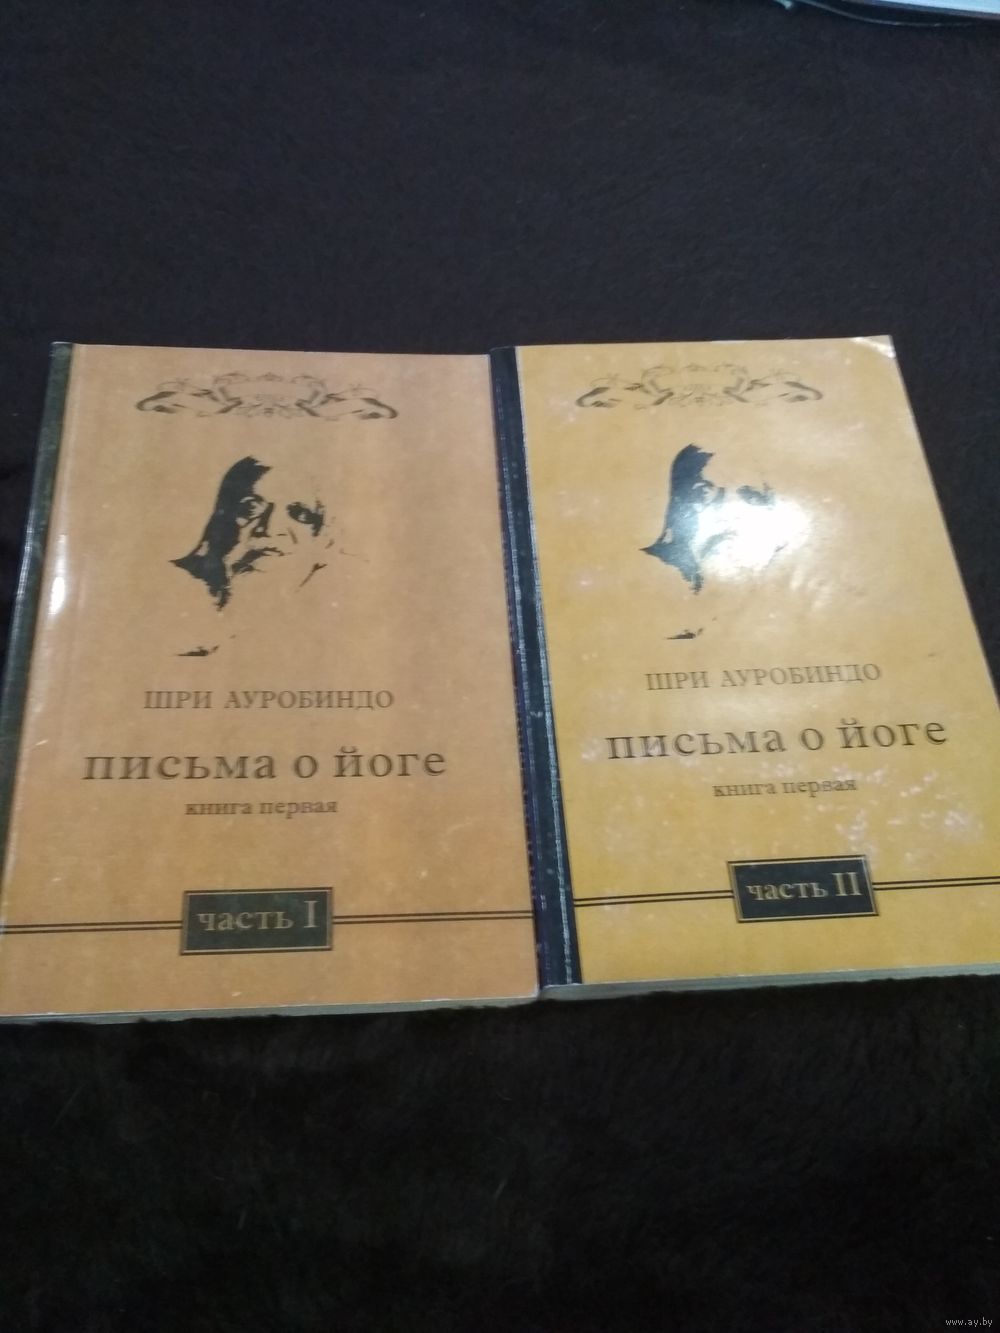 ШРИ АУРОБИНДО
письма о йоге
книга первая
часть I
ШРИ АУРОБИНДО
письма о йоге
книга первая
часть II
www.ay.by